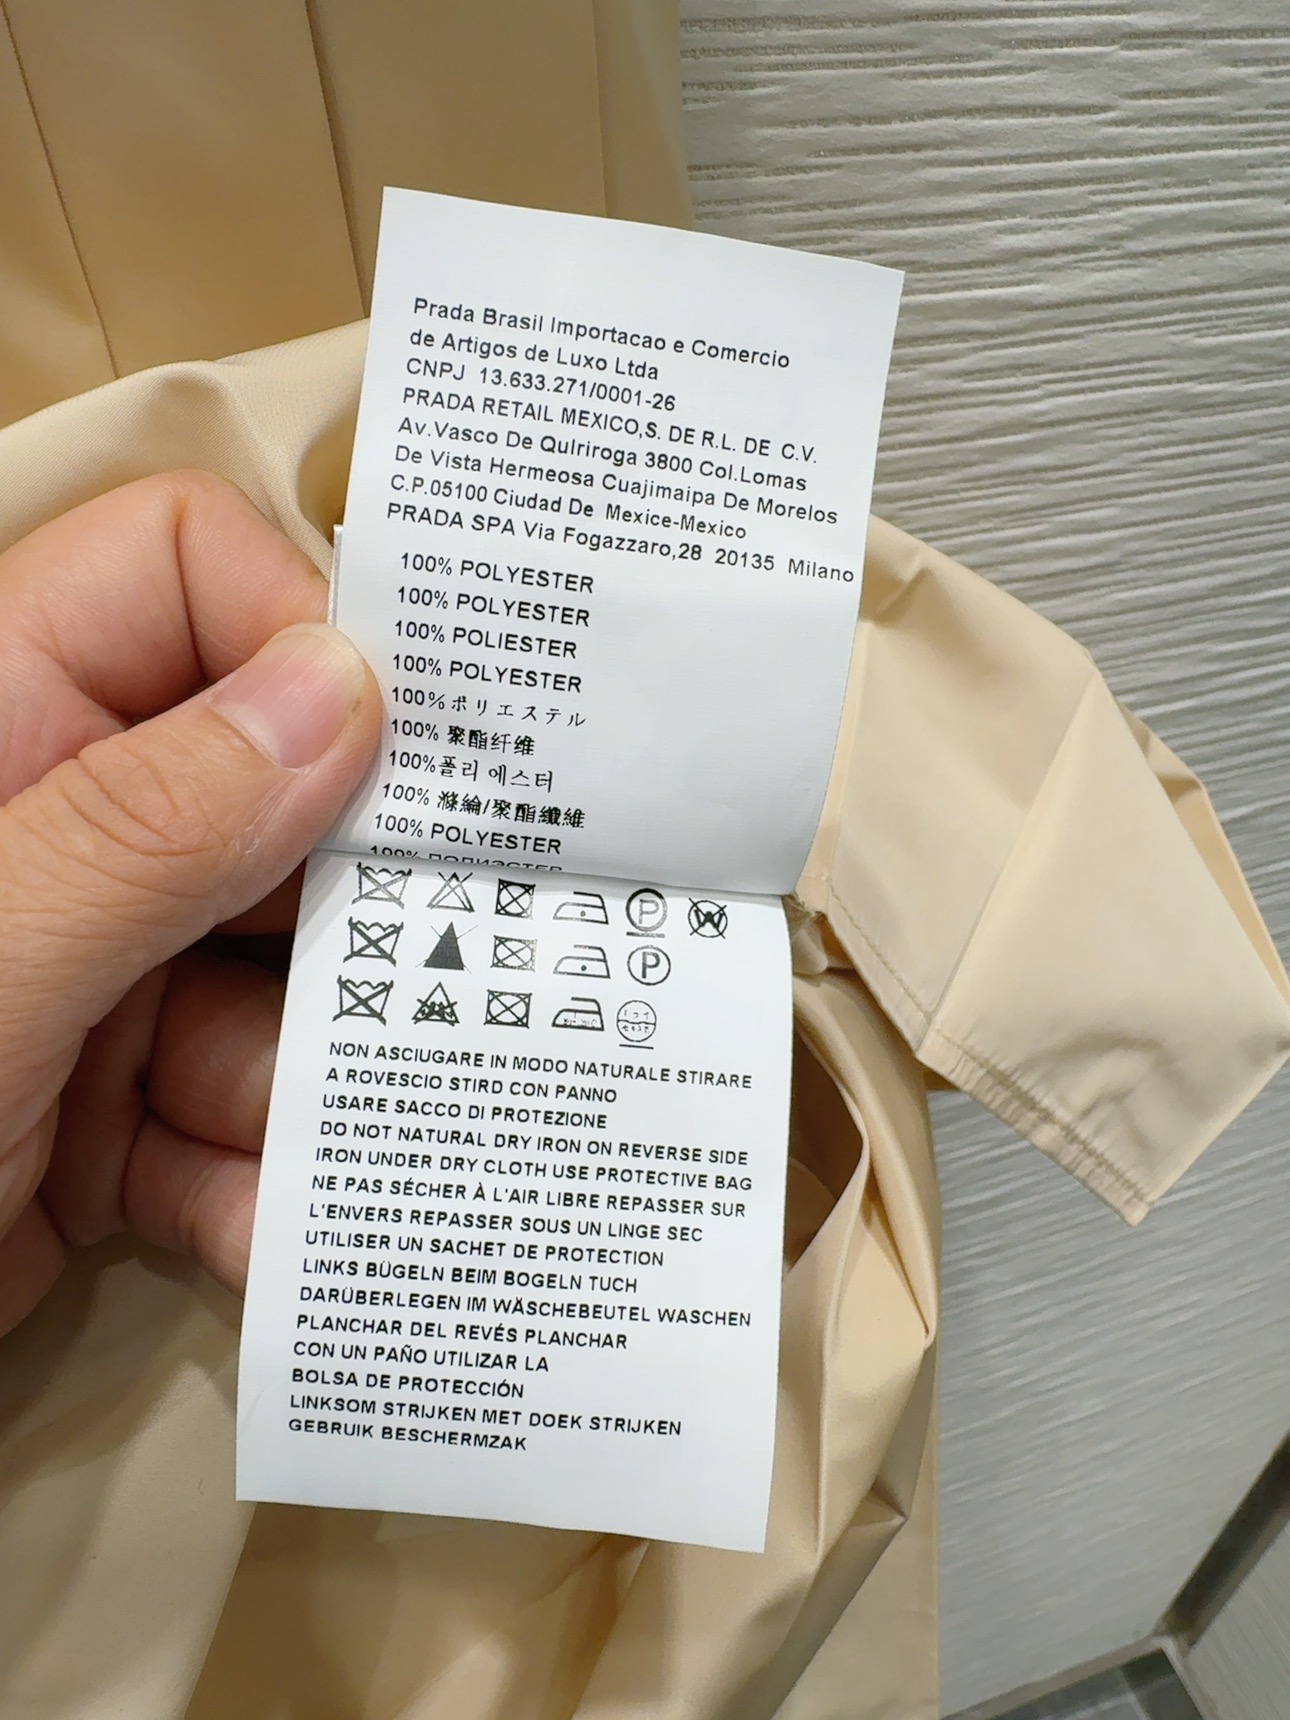 Prada Brasil Importacao e Comercio
de Artigos de Luxo Ltda
CNPJ 13.633.271/0001-26
PRADA RETAIL MEXICO,S. DE R.L. DE C.V.
Av.Vasco De Qulriroga 3800 Col.Lomas
De Vista Hermeosa Cuajimaipa De Morelos
C.P.05100 Ciudad De Mexice-Mexico
PRADA SPA Via Fogazzaro,28 20135 Milano
100% POLYESTER
100% POLYESTER
100% POLIESTER
100% POLYESTER
100%ポリエステル
100% 聚酯纤维
100%폴리 에스터
100% 滌綸/聚酯纖維
100% POLYESTER
100% ПОЛИЭСТЕР
P W
P
NON ASCIUGARE IN MODO NATURALE STIRARE
A ROVESCIO STIRD CON PANNO
USARE SACCO DI PROTEZIONE
DO NOT NATURAL DRY IRON ON REVERSE SIDE
IRON UNDER DRY CLOTH USE PROTECTIVE BAG
NE PAS SÉCHER À L'AIR LIBRE REPASSER SUR
L'ENVERS REPASSER SOUS UN LINGE SEC
UTILISER UN SACHET DE PROTECTION
LINKS BÜGELN BEIM BOGELN TUCH
DARÜBERLEGEN IM WÄSCHEBEUTEL WASCHEN
PLANCHAR DEL REVÉS PLANCHAR
CON UN PAÑO UTILIZAR LA
BOLSA DE PROTECCIÓN
LINKSOM STRIJKEN MET DOEK STRIJKEN
GEBRUIK BESCHERMZAK